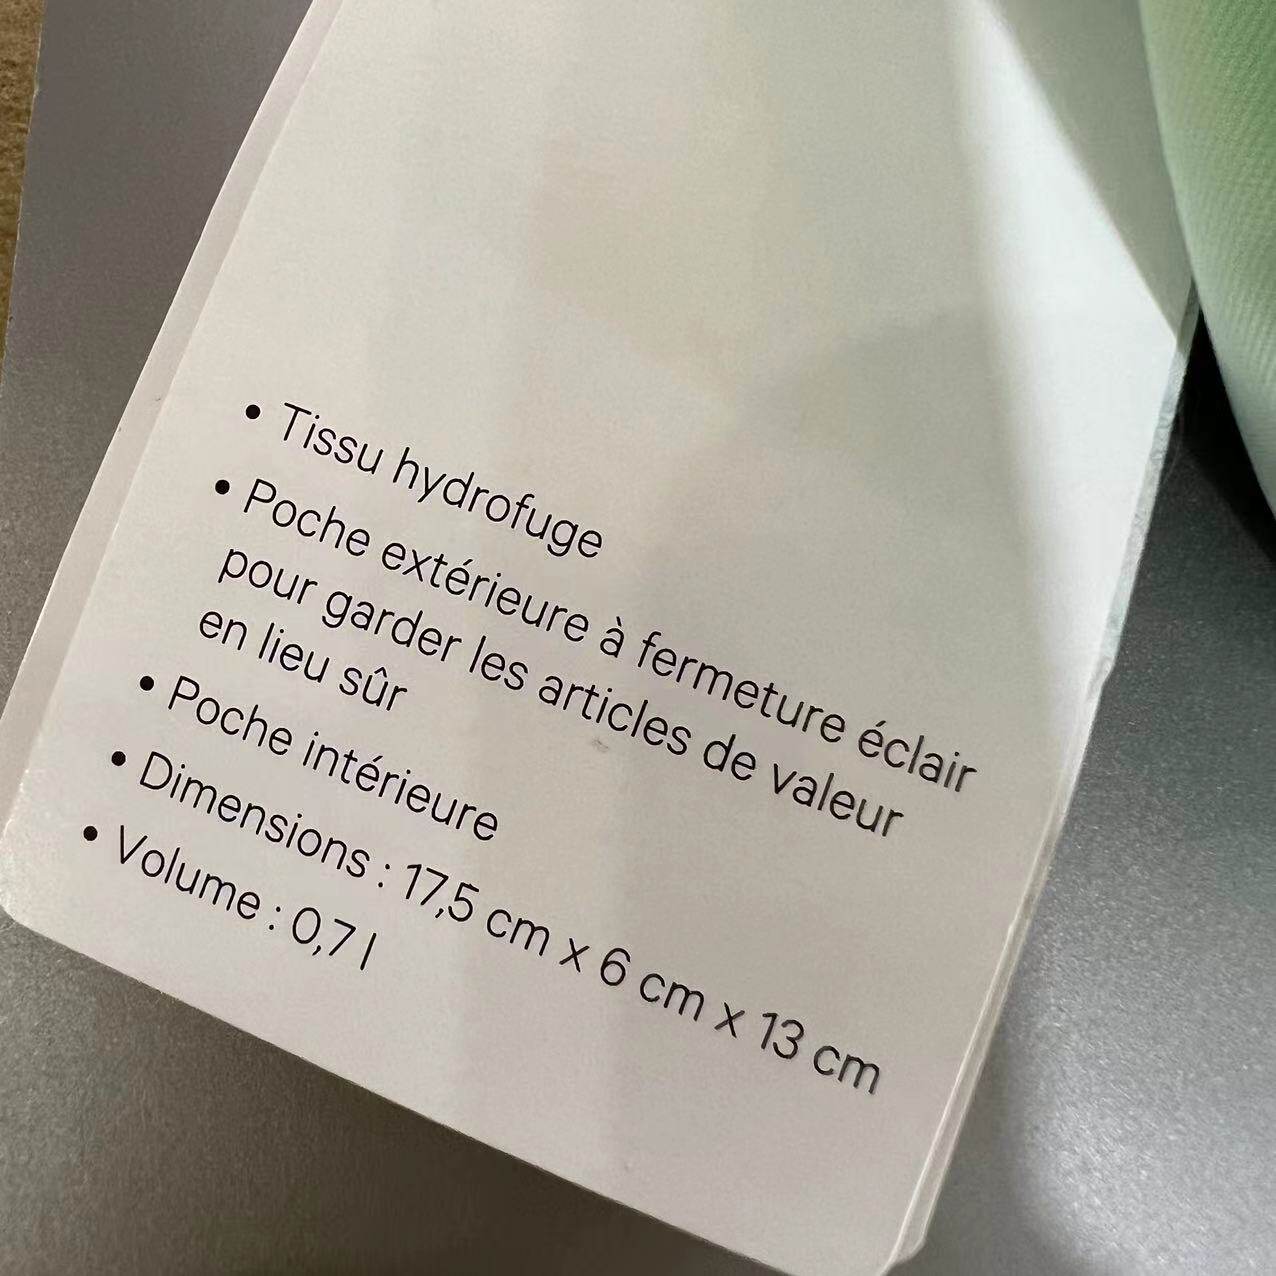 • Tissu hydrofuge
• Poche extérieure à fermeture éclair
pour garder les articles de valeur
en lieu sûr
• Poche intérieure
• Dimensions : 17,5 cm x 6 cm x 13 cm
• Volume : 0,7 l